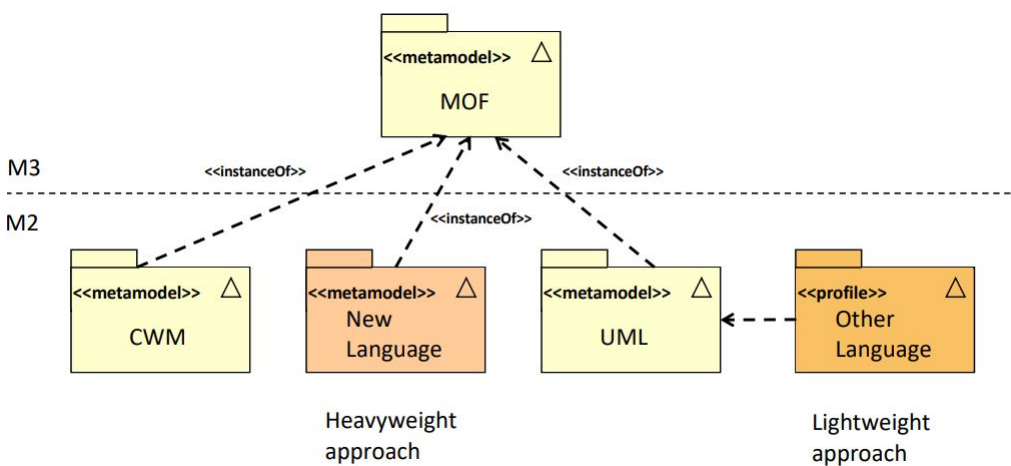 <<metamodel>>
MOF
M3
<<instanceOf>>
<<instanceOf>>
M2
<<instanceOf>>
<<metamodel>>
CWM
<<metamodel>>
New
Language
<<metamodel>>
UML
<<profile>>
Other
Language
Heavyweight
approach
Lightweight
approach